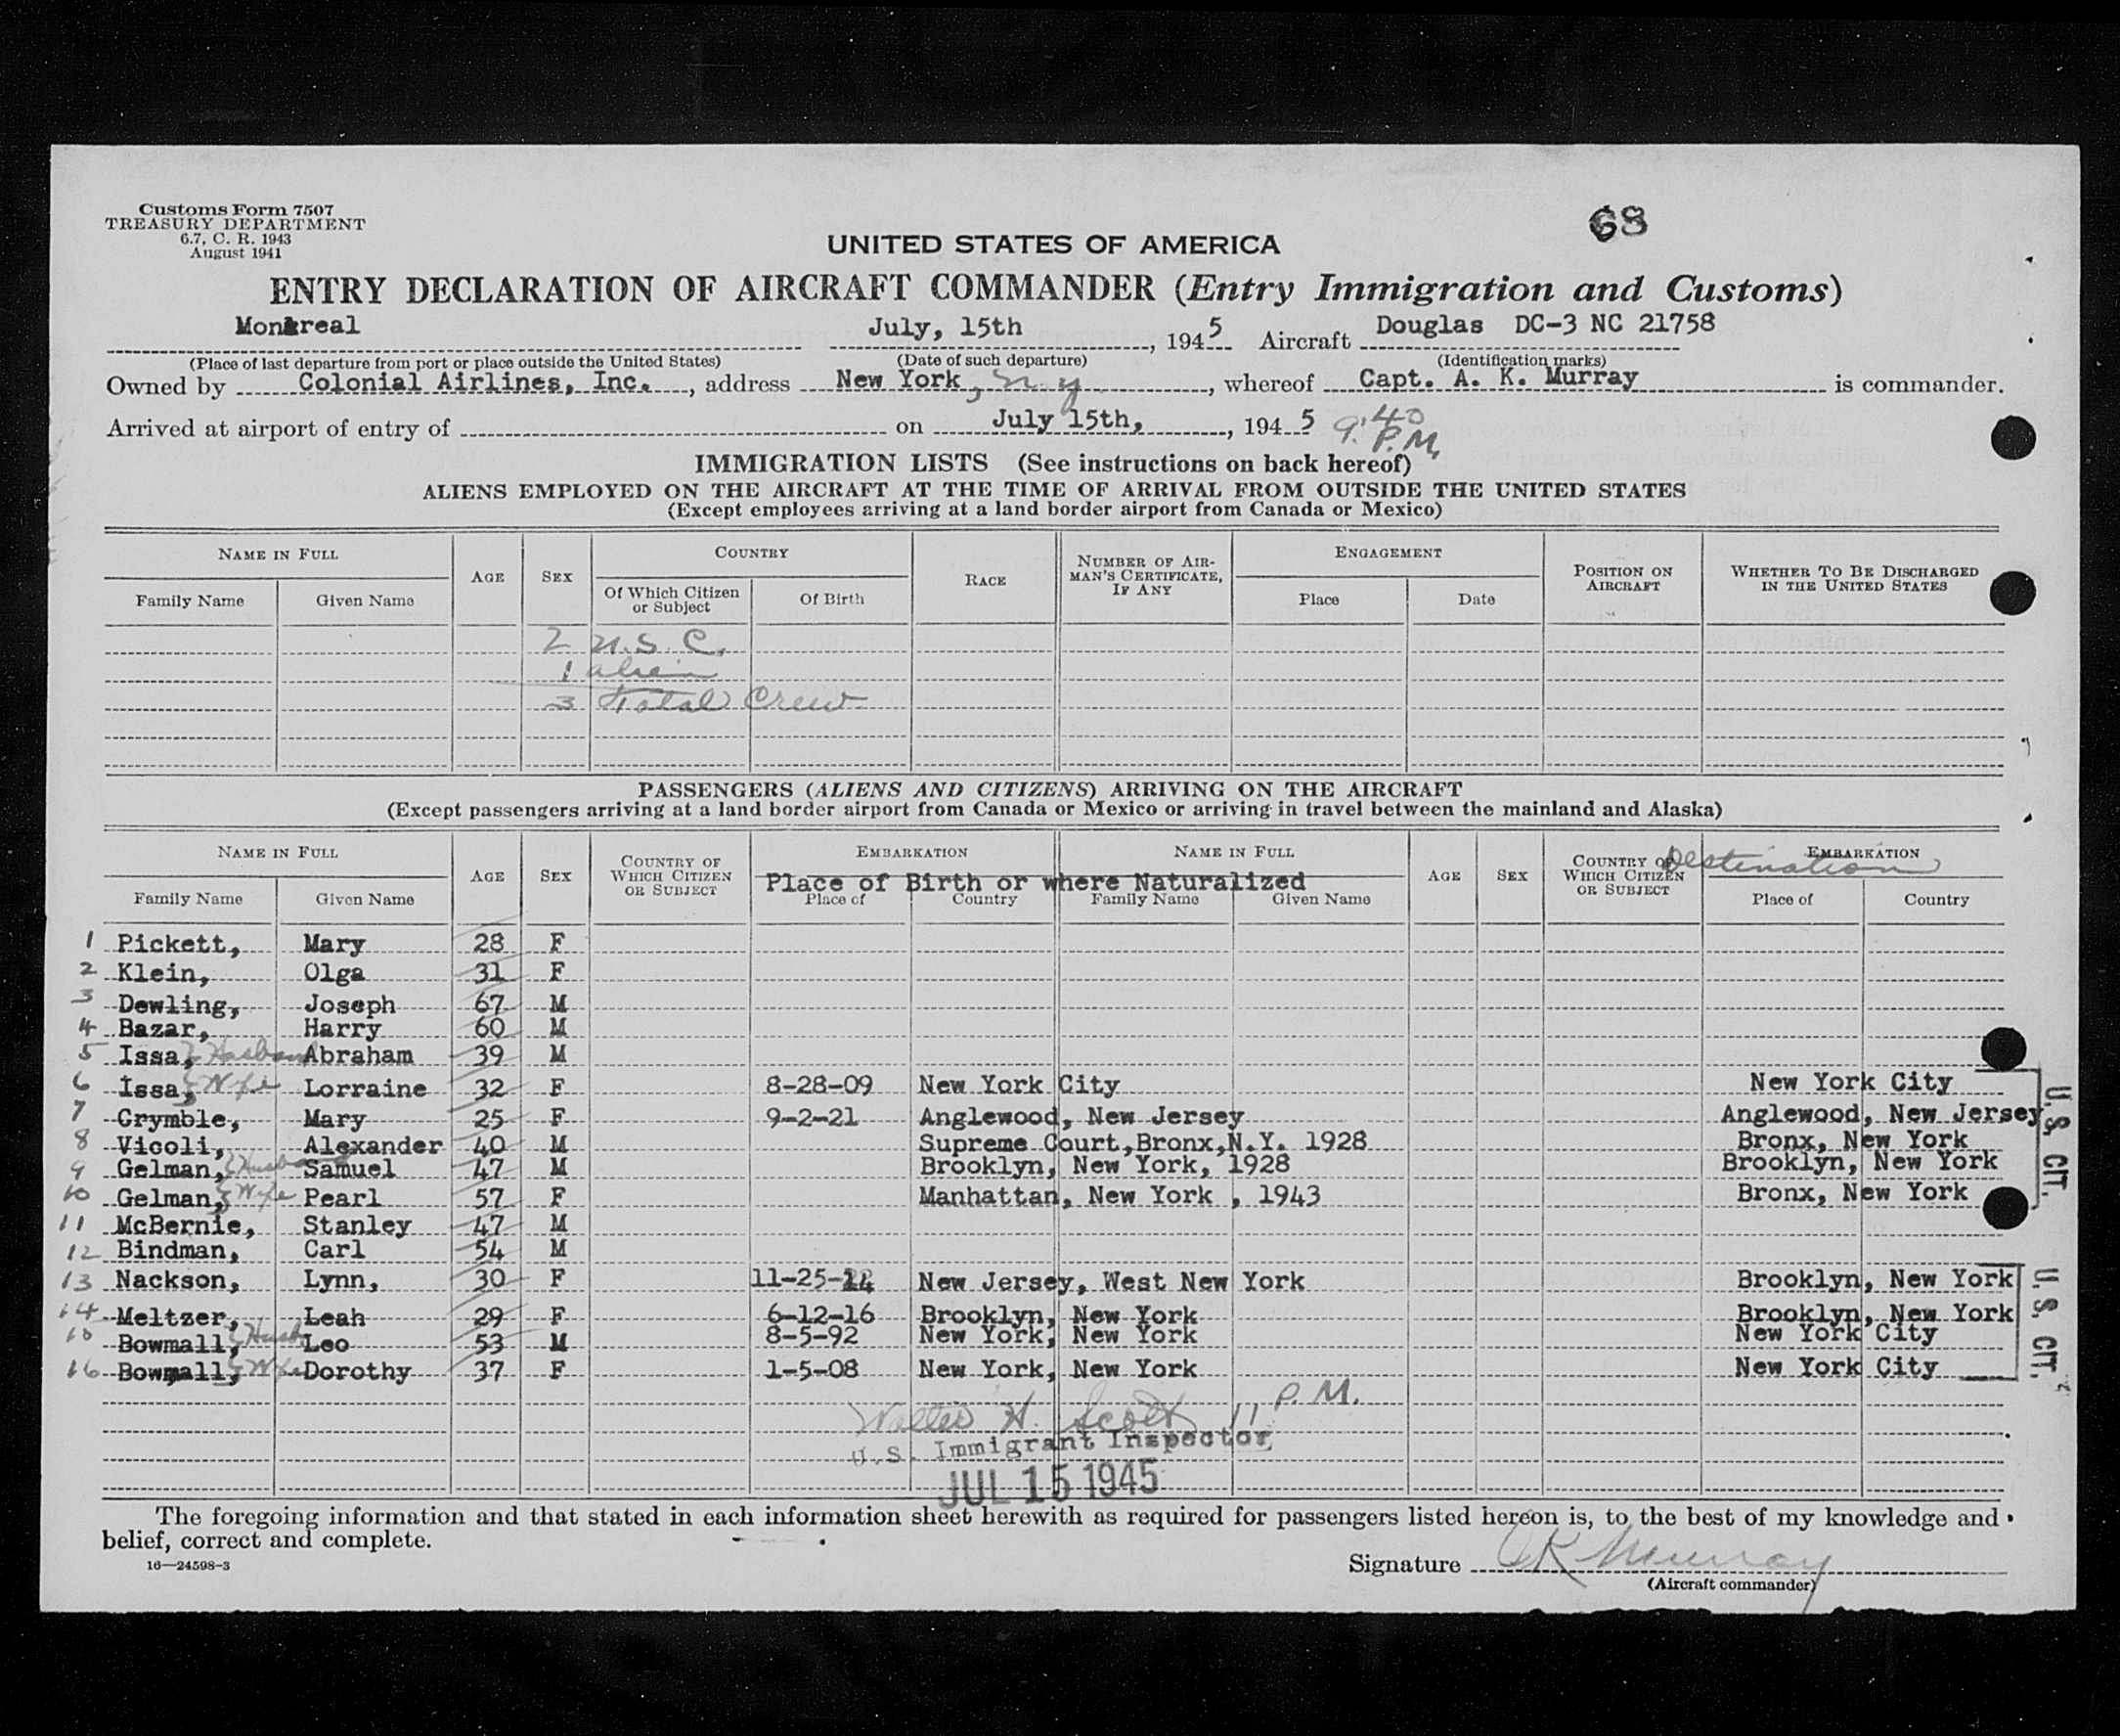 Customs Form 7507
TREASURY DEPARTMENT
6.7, C. R. 1943
August 1941
68
UNITED STATES OF AMERICA
ENTRY DECLARATION OF AIRCRAFT COMMANDER (Entry Immigration and Customs)
Montreal July, 15th , 1945 Aircraft Douglas DC-3 NC 21758
(Place of last departure from port or place outside the United States) (Date of such departure) (Identification marks)
Owned by Colonial Airlines, Inc. , address New York, N.Y. , whereof Capt. A. K. Murray is commander.
Arrived at airport of entry of on July 15th, , 1945 9:40 P.M.
IMMIGRATION LISTS (See instructions on back hereof)
ALIENS EMPLOYED ON THE AIRCRAFT AT THE TIME OF ARRIVAL FROM OUTSIDE THE UNITED STATES
(Except employees arriving at a land border airport from Canada or Mexico)
NAME IN FULL AGE SEX COUNTRY RACE NUMBER OF AIRMAN'S CERTIFICATE, IF ANY ENGAGEMENT POSITION ON AIRCRAFT WHETHER TO BE DISCHARGED IN THE UNITED STATES
Family Name Given Name Of Which Citizen or Subject Of Birth Place Date
2 U.S.C.
1 alien
3 Total Crew
PASSENGERS (ALIENS AND CITIZENS) ARRIVING ON THE AIRCRAFT
(Except passengers arriving at a land border airport from Canada or Mexico or arriving in travel between the mainland and Alaska)
NAME IN FULL AGE SEX COUNTRY OF WHICH CITIZEN OR SUBJECT EMBARKATION NAME IN FULL AGE SEX COUNTRY OF WHICH CITIZEN OR SUBJECT EMBARKATION
Place of Birth or where Naturalized Destination
Family Name Given Name Place of Country Family Name Given Name Place of Country
1 Pickett, Mary 28 F
2 Klein, Olga 31 F
3 Dewling, Joseph 67 M
4 Bazar, Harry 60 M
5 Issa, Husband Abraham 39 M
6 Issa, Wife Lorraine 32 F 8-28-09 New York City New York City
7 Crymble, Mary 25 F 9-2-21 Anglewood, New Jersey Anglewood, New Jersey
8 Vicoli, Alexander 40 M Supreme Court, Bronx, N.Y. 1928 Bronx, New York
9 Gelman, Husband Samuel 47 M Brooklyn, New York, 1928 Brooklyn, New York
10 Gelman, Wife Pearl 57 F Manhattan, New York , 1943 Bronx, New York
U.S. CIT.
11 McBernie, Stanley 47 M
12 Bindman, Carl 54 M
13 Nackson, Lynn, 30 F 11-25-14 New Jersey, West New York Brooklyn, New York
14 Meltzer, Leah 29 F 6-12-16 Brooklyn, New York Brooklyn, New York
15 Bowmall, Husb Leo 53 M 8-5-92 New York, New York New York City
16 Bowmall, Wife Dorothy 37 F 1-5-08 New York, New York New York City
U.S. CIT.
Walter H. Scott 11 P.M.
U.S. Immigrant Inspector
JUL 15 1945
The foregoing information and that stated in each information sheet herewith as required for passengers listed hereon is, to the best of my knowledge and
belief, correct and complete.
16—24598-3
Signature A K Murray
(Aircraft commander)